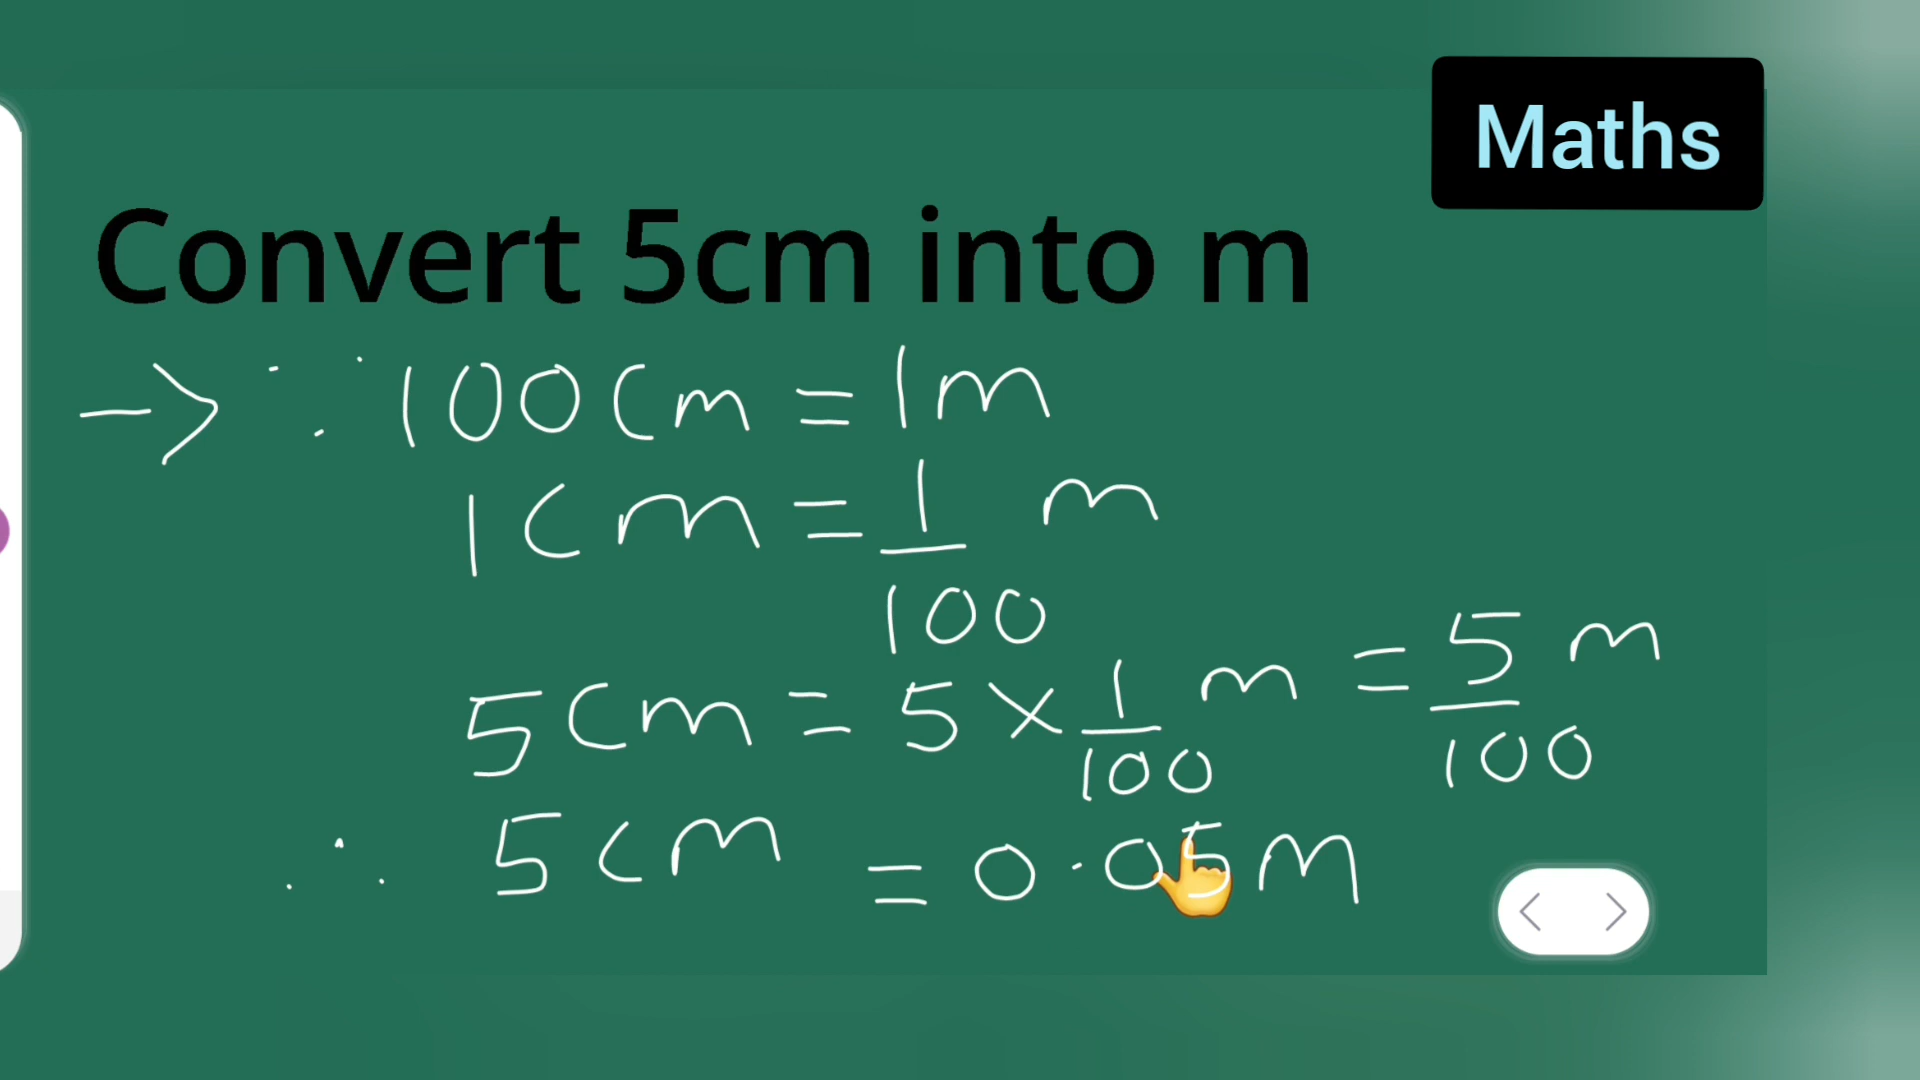 Maths
Convert 5cm into m
→ ∵ 100cm = 1m
1cm = 1/100 m
5cm = 5 × 1/100 m = 5/100 m
∴ 5cm = 0.05m